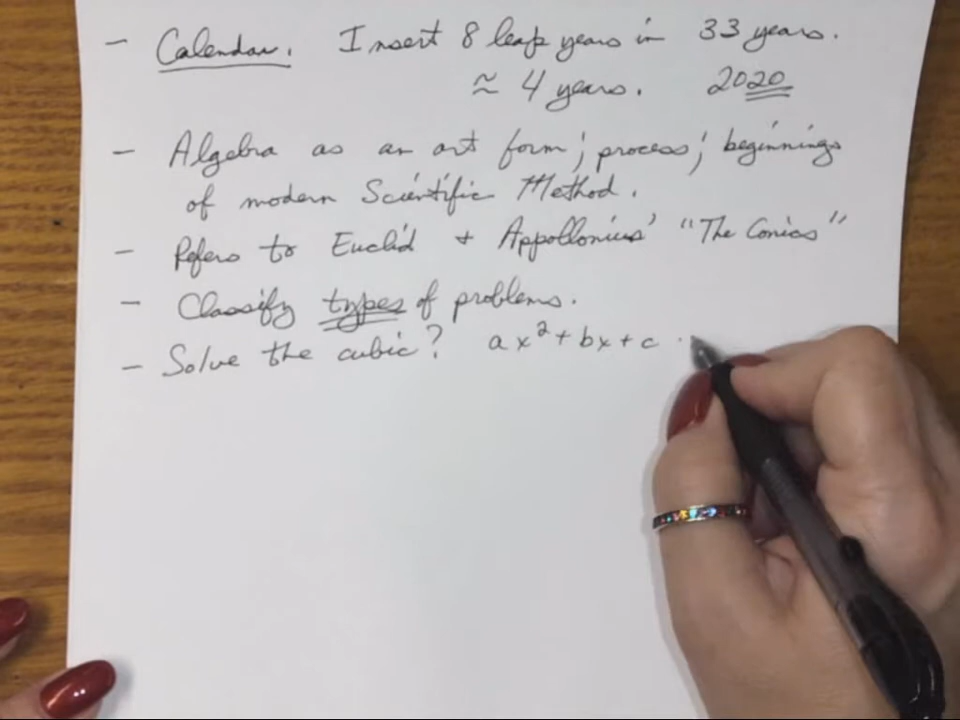 - Calendar. Insert 8 leap years in 33 years.
≈ 4 years. 2020
- Algebra as an art form; process; beginnings
of modern Scientific Method.
- Refers to Euclid + Appollonius' "The Conics"
- Classify types of problems.
- Solve the cubic? ax²+bx+c